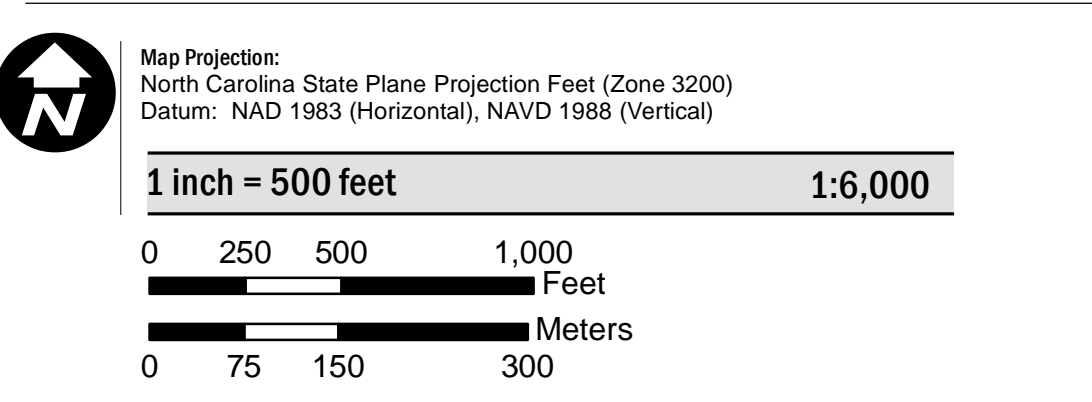 N
Map Projection:
North Carolina State Plane Projection Feet (Zone 3200)
Datum: NAD 1983 (Horizontal), NAVD 1988 (Vertical)
1 inch = 500 feet 1:6,000
0 250 500 1,000
Feet
Meters
0 75 150 300